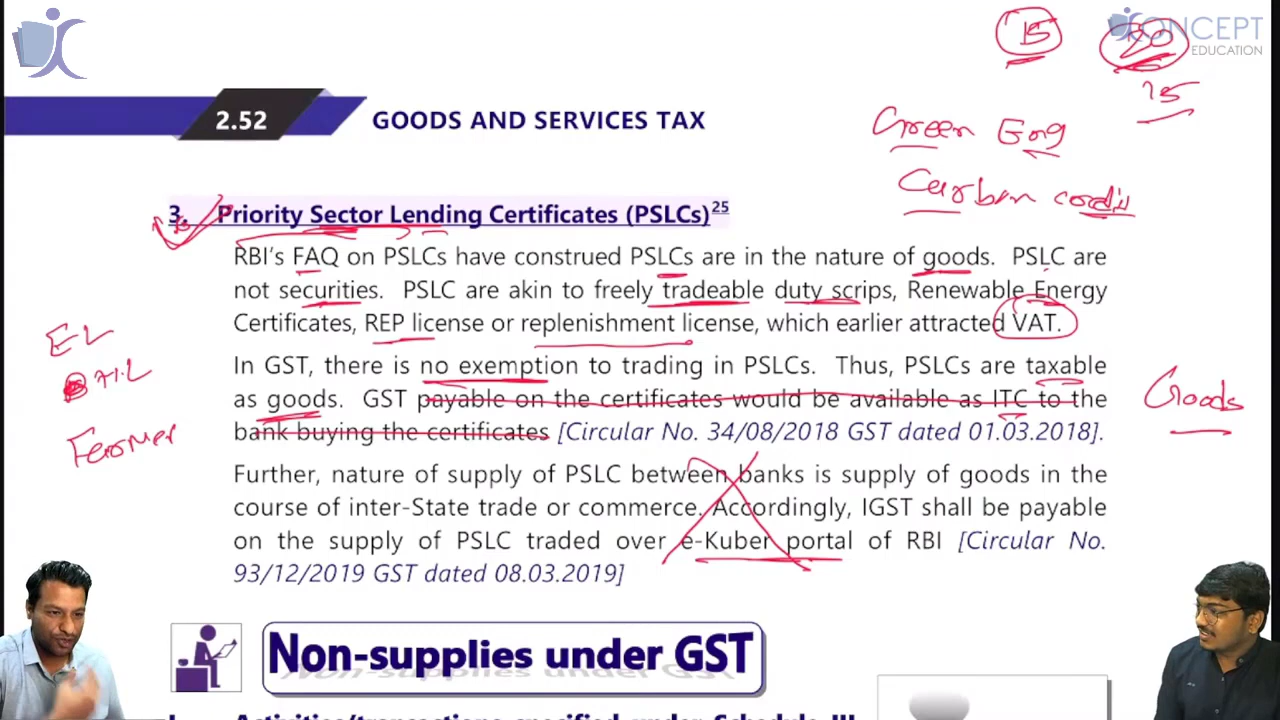 CONCEPT
EDUCATION
15
20
15
2.52
GOODS AND SERVICES TAX
Green Eng
Carbon credit
3. Priority Sector Lending Certificates (PSLCs)25
RBI's FAQ on PSLCs have construed PSLCs are in the nature of goods. PSLC are
not securities. PSLC are akin to freely tradeable duty scrips, Renewable Energy
Certificates, REP license or replenishment license, which earlier attracted VAT.
In GST, there is no exemption to trading in PSLCs. Thus, PSLCs are taxable
as goods. GST payable on the certificates would be available as ITC to the
bank buying the certificates [Circular No. 34/08/2018 GST dated 01.03.2018].
EL
HL
Farmer
Goods
Further, nature of supply of PSLC between banks is supply of goods in the
course of inter-State trade or commerce. Accordingly, IGST shall be payable
on the supply of PSLC traded over e-Kuber portal of RBI [Circular No.
93/12/2019 GST dated 08.03.2019]
Non-supplies under GST
I. Activities/transactions specified under Schedule III